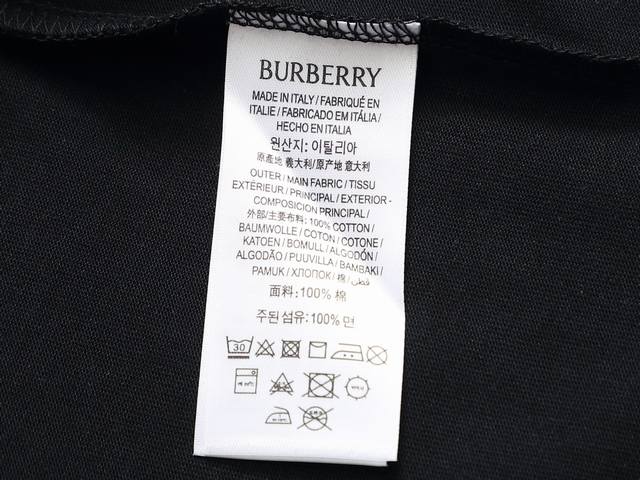 BURBERRY
MADE IN ITALY / FABRIQUÉ EN
ITALIE / FABRICADO EM ITÁLIA /
HECHO EN ITALIA
원산지: 이탈리아
原產地 義大利/原产地 意大利
OUTER / MAIN FABRIC / TISSU
EXTÉRIEUR / PRINCIPAL / EXTERIOR -
COMPOSICIÓN PRINCIPAL /
外部/主要布料: 100% COTTON /
BAUMWOLLE / COTON / COTONE /
KATOEN / BOMULL / ALGODÓN /
ALGODÃO / PUUVILLA / BAMBAKI /
PAMUK / ХЛОПОК / 棉 / قطن
面料: 100% 棉
주된 섬유: 100% 면
30